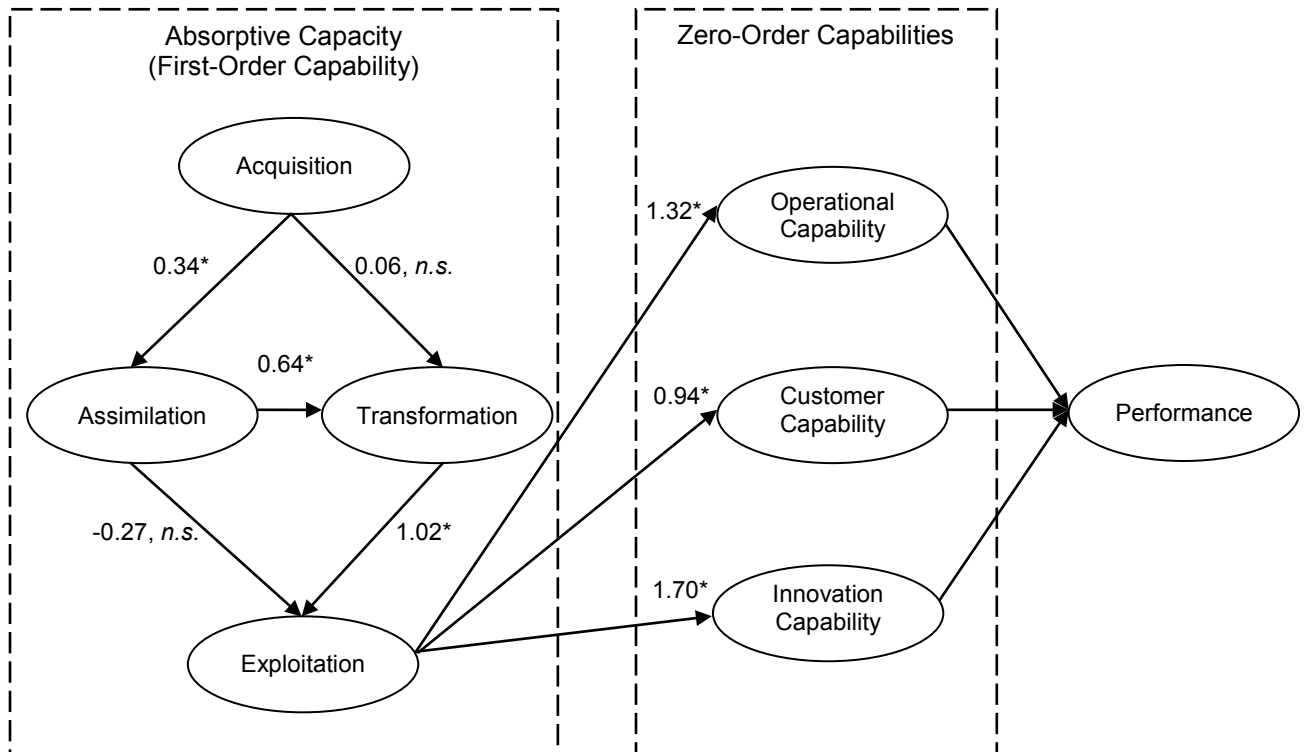 Absorptive Capacity
(First-Order Capability)
Zero-Order Capabilities
Acquisition
0.34*
0.06, n.s.
Assimilation
0.64*
Transformation
-0.27, n.s.
1.02*
Exploitation
1.32*
0.94*
1.70*
Operational
Capability
Customer
Capability
Innovation
Capability
Performance